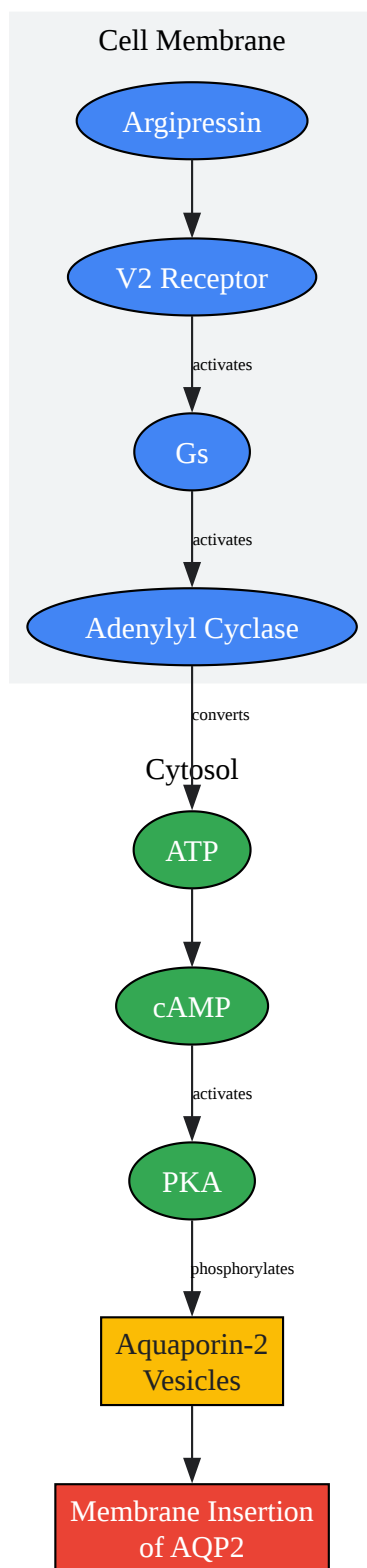 Cell Membrane
Argipressin
V2 Receptor
activates
Gs
activates
Adenylyl Cyclase
converts
Cytosol
ATP
cAMP
activates
PKA
phosphorylates
Aquaporin-2
Vesicles
Membrane Insertion
of AQP2